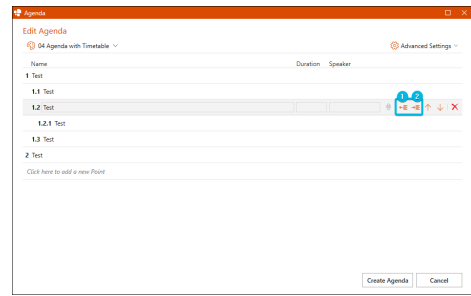 Agenda
Edit Agenda
04 Agenda with Timetable
Advanced Settings
Name Duration Speaker
1 Test
1.1 Test
1 2
1.2 Test
1.2.1 Test
1.3 Test
2 Test
Click here to add a new Point
Create Agenda Cancel